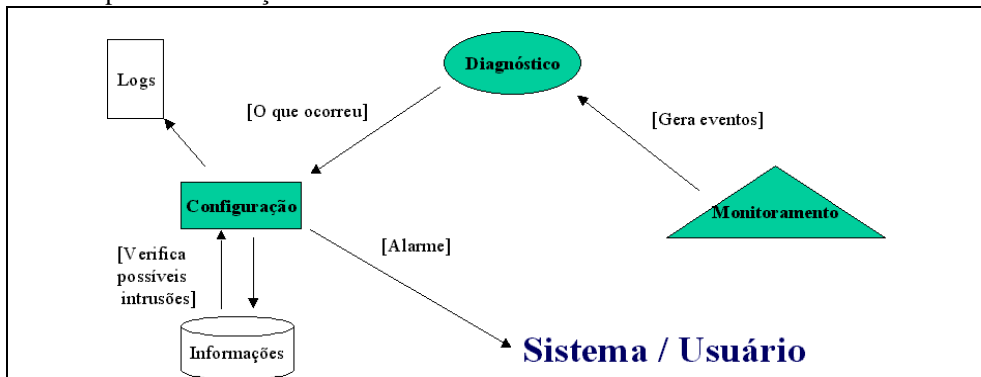 Logs
Diagnóstico
[O que ocorreu]
[Gera eventos]
Configuração
Monitoramento
[Alarme]
[Verifica
possíveis
intrusões]
Informações
Sistema / Usuário